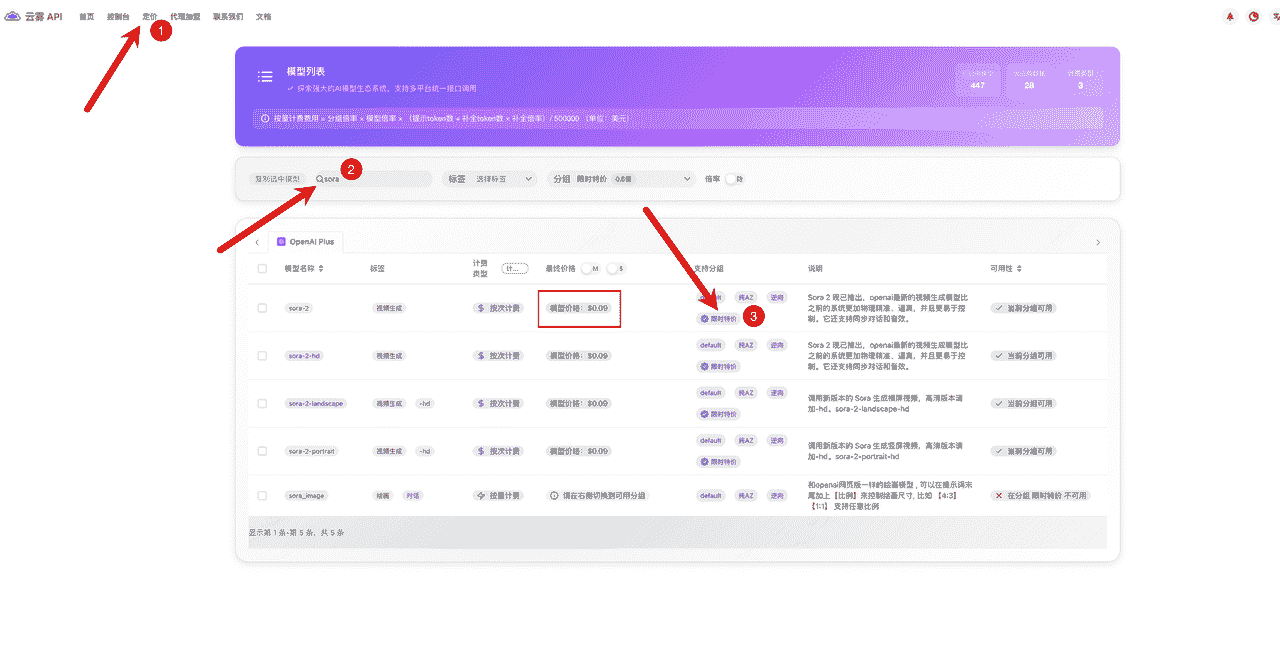 云雾 API 首页 控制台 定价 代理加盟 联系我们 文档
1
模型列表
探索强大的AI模型生态系统，支持多平台统一接口调用
447 28 3
按量计费费用 = 分组倍率 × 模型倍率 × （提示token数 + 补全token数 × 补全倍率）/ 500000 （单位：美元）
复制选中模型 sora 2 标签 选择标签 分组 限时特价 倍率
OpenAI Plus
模型名称 标签 计费类型 计... 最终价格 M $ 支持分组 说明 可用性
sora-2 视频生成 $ 按次计费 模型价格：$0.09 纯AZ 逆向 限时特价 3
Sora 2 现已推出，openai最新的视频生成模型比
之前的系统更加物理精准、逼真，并且更易于控
制。它还支持同步对话和音效。
当前分组可用
sora-2-hd 视频生成 $ 按次计费 模型价格：$0.09 default 纯AZ 逆向 限时特价
Sora 2 现已推出，openai最新的视频生成模型比
之前的系统更加物理精准、逼真，并且更易于控
制。它还支持同步对话和音效。
当前分组可用
sora-2-landscape 视频生成 -hd $ 按次计费 模型价格：$0.09 default 纯AZ 逆向 限时特价
调用新版本的 Sora 生成横屏视频，高清版本请
加-hd。sora-2-landscape-hd
当前分组可用
sora-2-portrait 视频生成 -hd $ 按次计费 模型价格：$0.09 default 纯AZ 逆向 限时特价
调用新版本的 Sora 生成竖屏视频，高清版本请
加-hd。sora-2-portrait-hd
当前分组可用
sora_image 绘画 对话 按量计费 请在右侧切换到可用分组 default 纯AZ 逆向
和openai网页版一样的绘画模型，可以在提示词末
尾加上【比例】来控制绘画尺寸，比如 【4:3】
【1:1】 支持任意比例
在分组 限时特价 不可用
显示第 1 条-第 5 条，共 5 条